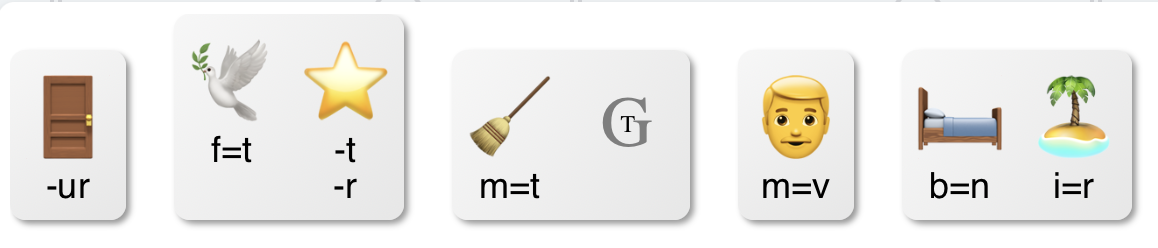 G
T
f=t
-t
-ur
m=t
m=v
b=n
i=r
-r